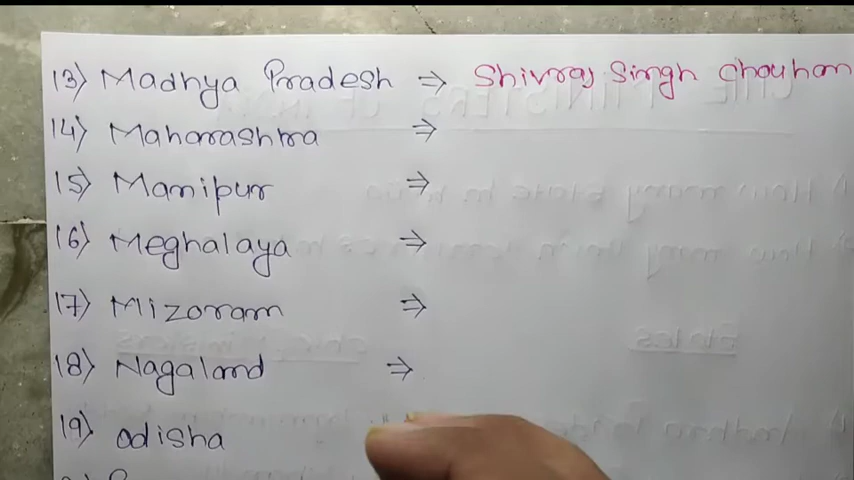 13) Madhya Pradesh ⇒ Shivraj Singh Chouhan
14) Maharashtra ⇒
15) Manipur ⇒
16) Meghalaya ⇒
17) Mizoram ⇒
18) Nagaland ⇒
19) odisha